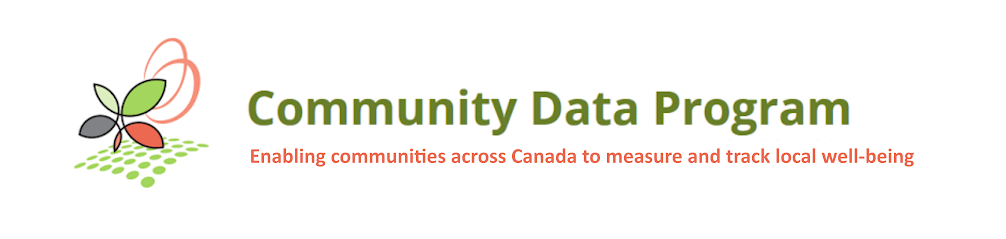 Community Data Program
Enabling communities across Canada to measure and track local well-being